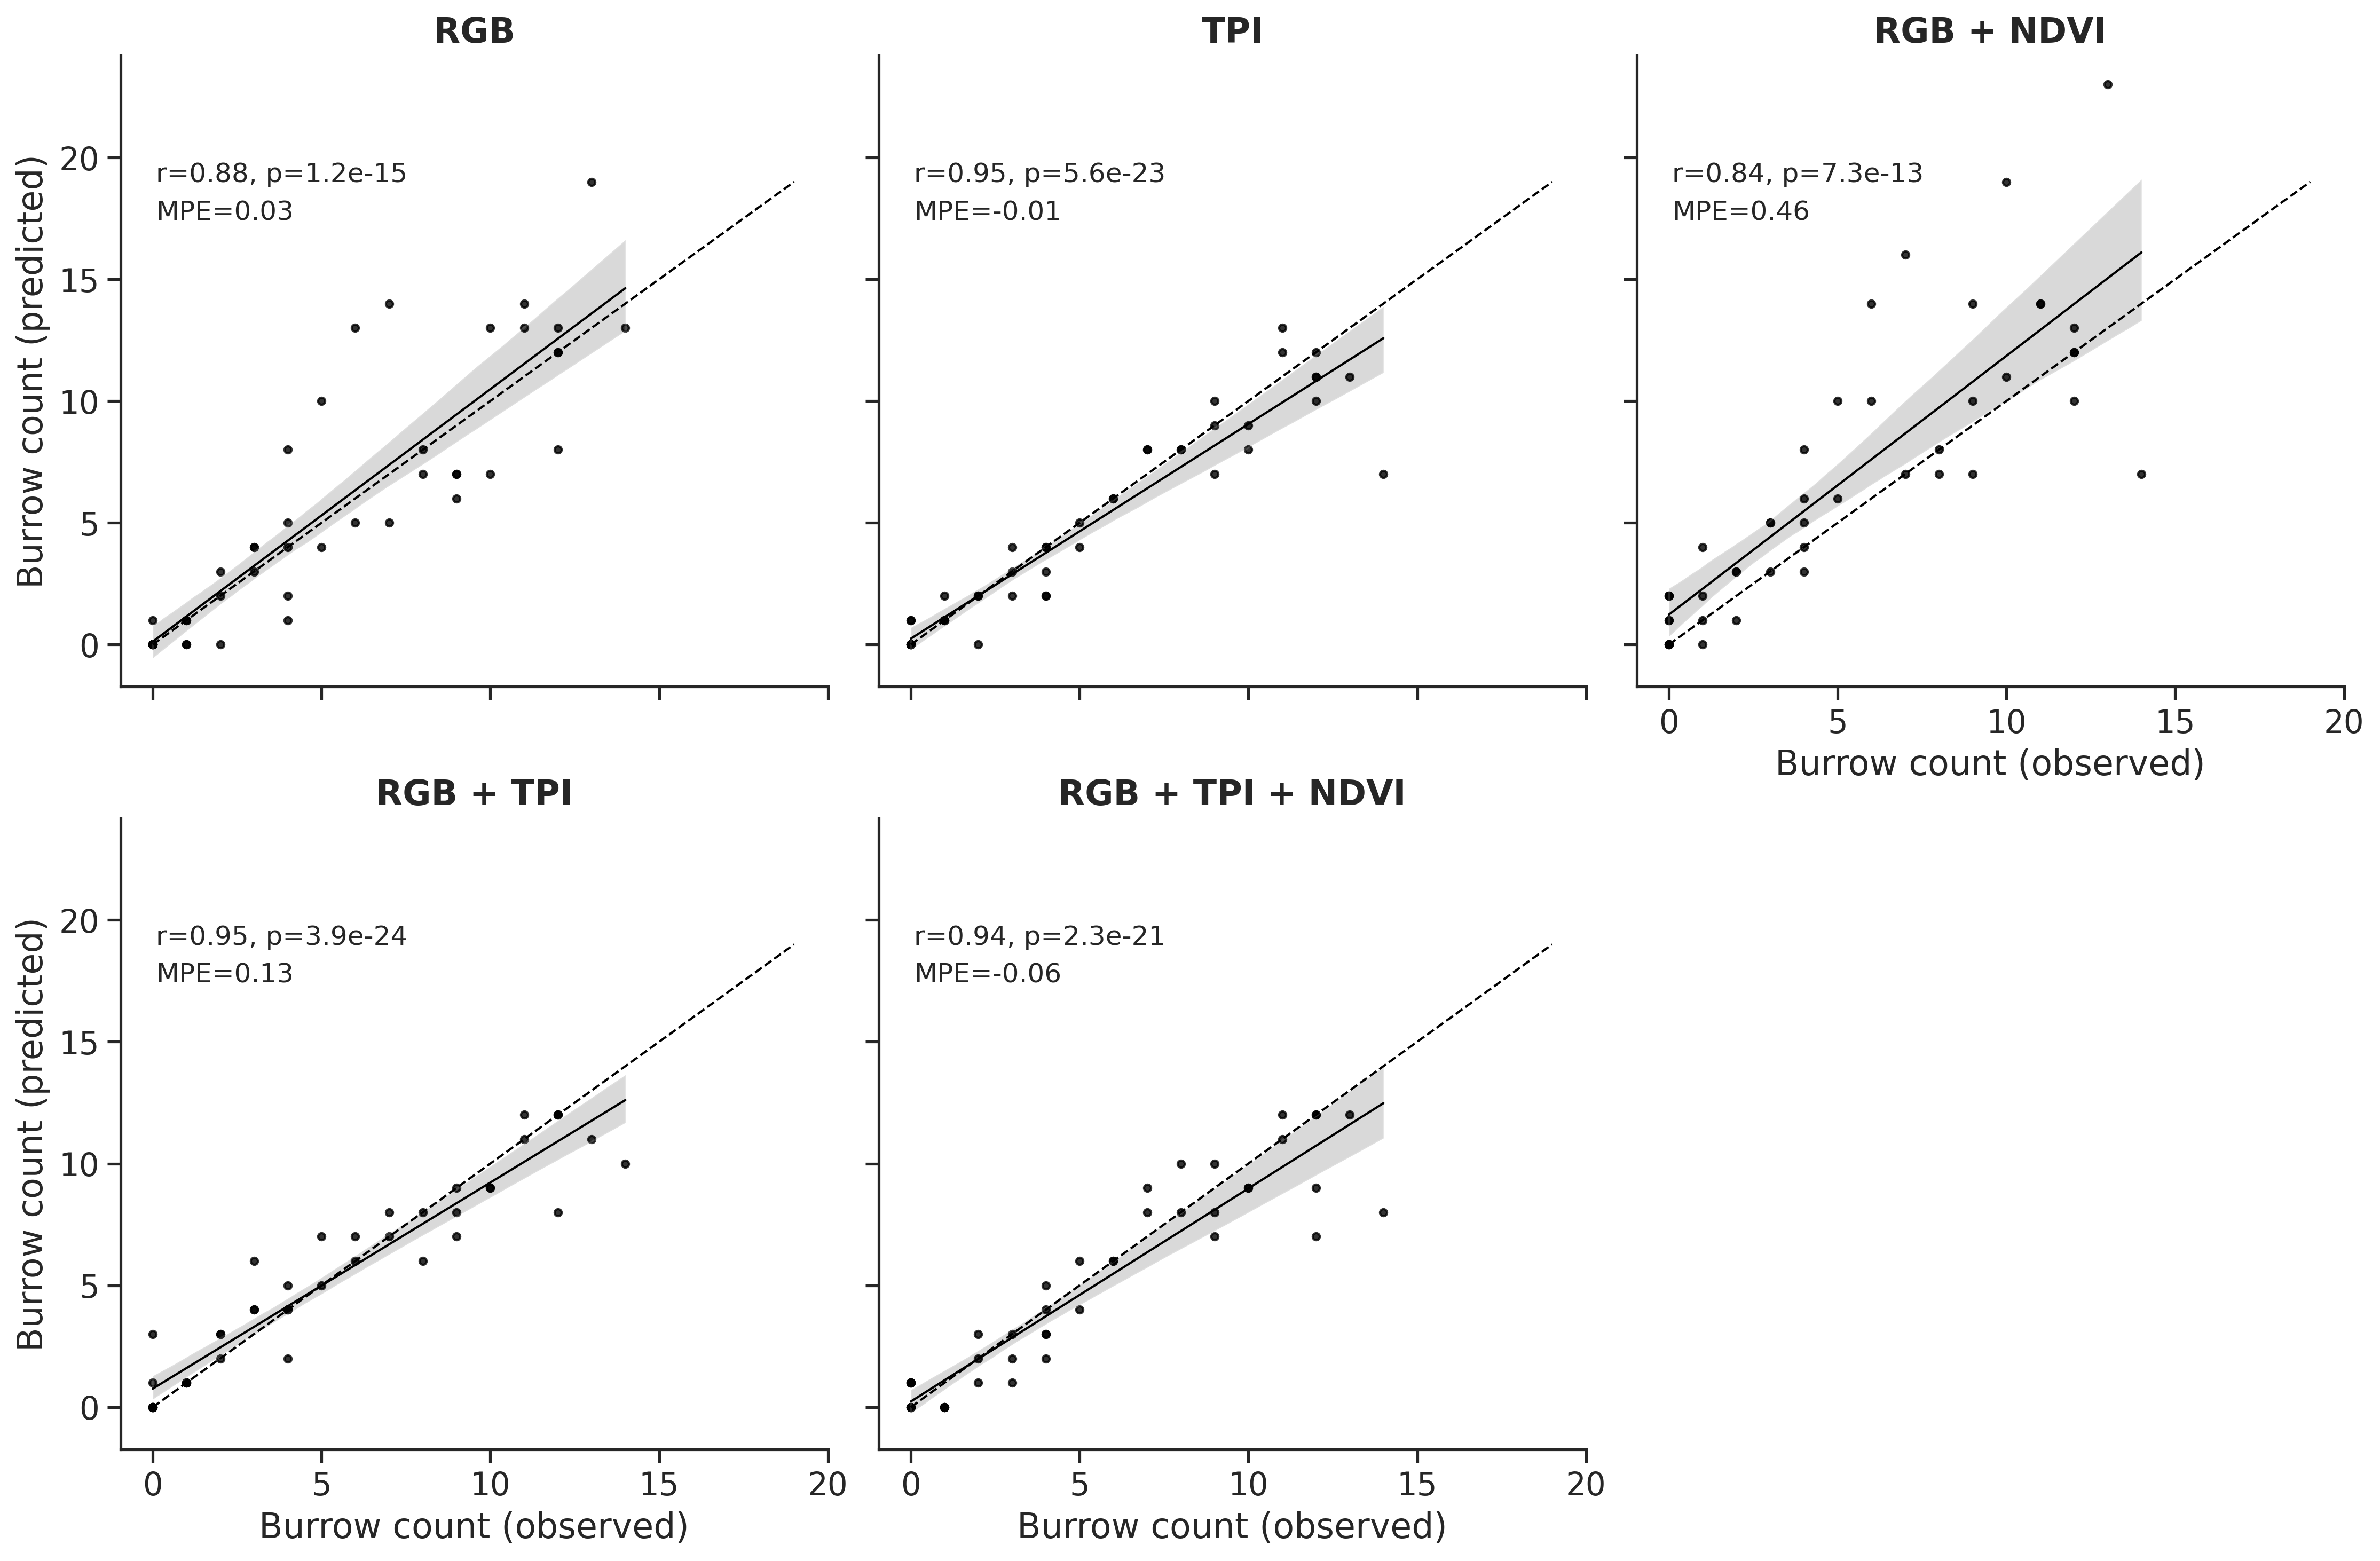 RGB
TPI
RGB + NDVI
Burrow count (predicted)
20
15
10
5
0
r=0.88, p=1.2e-15
MPE=0.03
r=0.95, p=5.6e-23
MPE=-0.01
r=0.84, p=7.3e-13
MPE=0.46
0 5 10 15 20
Burrow count (observed)
RGB + TPI
RGB + TPI + NDVI
Burrow count (predicted)
20
15
10
5
0
r=0.95, p=3.9e-24
MPE=0.13
r=0.94, p=2.3e-21
MPE=-0.06
0 5 10 15 20
0 5 10 15 20
Burrow count (observed)
Burrow count (observed)